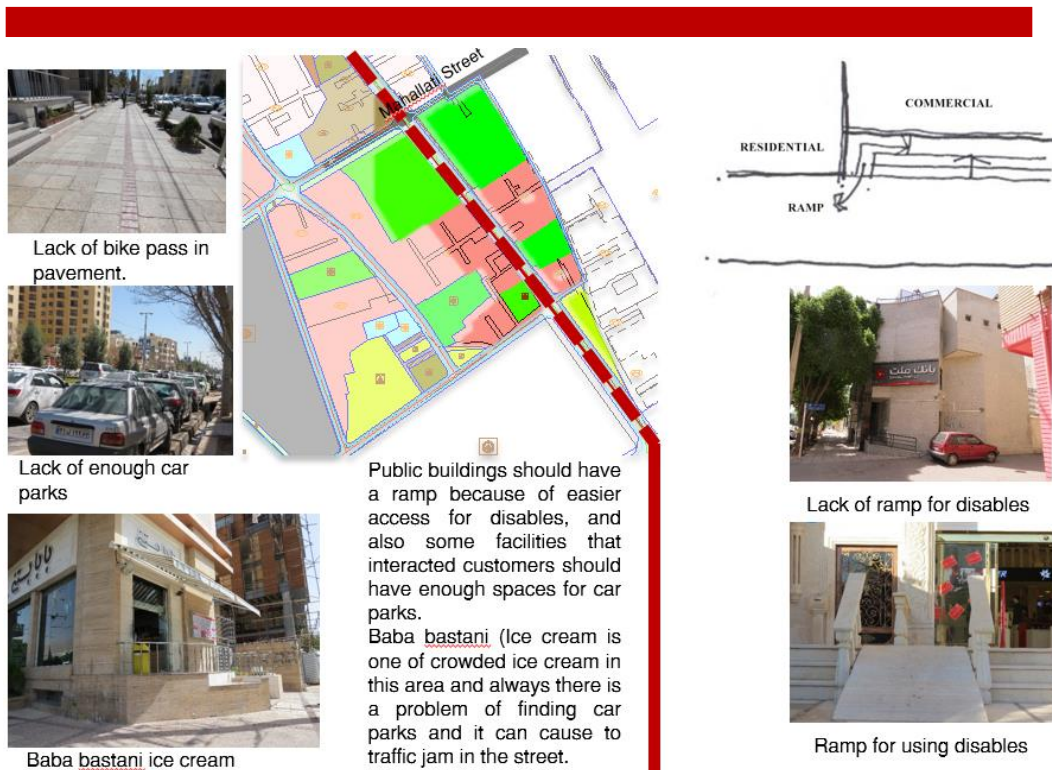 Mahallati Street
COMMERCIAL
RESIDENTIAL
RAMP
Lack of bike pass in
pavement.
Lack of enough car
parks
بابا بستنی
Baba bastani ice cream
Public buildings should have
a ramp because of easier
access for disables, and
also some facilities that
interacted customers should
have enough spaces for car
parks.
Baba bastani (Ice cream is
one of crowded ice cream in
this area and always there is
a problem of finding car
parks and it can cause to
traffic jam in the street.
بانک ملت
Lack of ramp for disables
Ramp for using disables